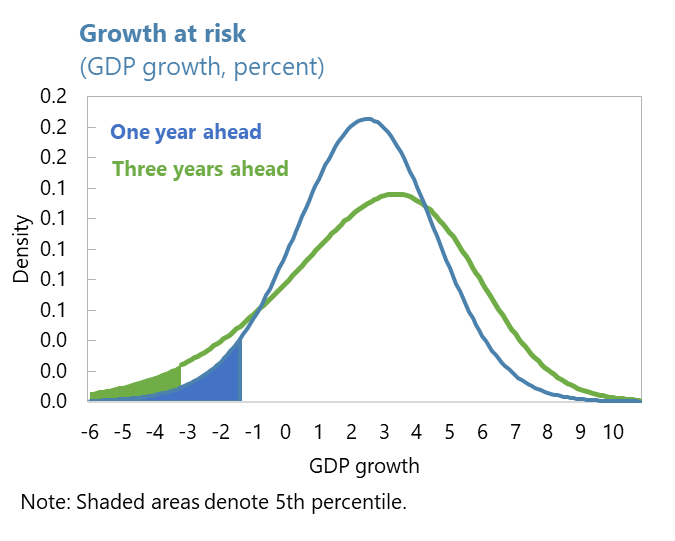 Growth at risk
(GDP growth, percent)
0.2
0.2
0.2
0.1
0.1
0.1
0.1
0.1
0.0
0.0
0.0
One year ahead
Three years ahead
Density
-6 -5 -4 -3 -2 -1 0 1 2 3 4 5 6 7 8 9 10
GDP growth
Note: Shaded areas denote 5th percentile.